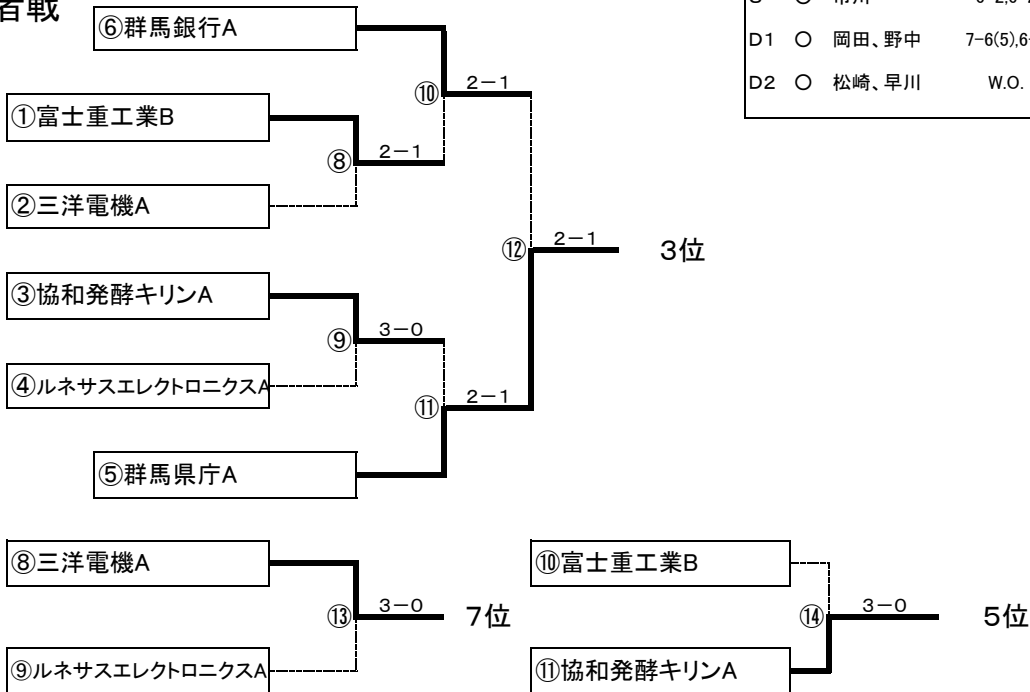 者戦
⑥群馬銀行A
D1 ○ 岡田、野中 7-6(5),6-
D2 ○ 松崎、早川 W.O.
⑩ 2-1
①富士重工業B
⑧ 2-1
②三洋電機A
⑫ 2-1 3位
③協和発酵キリンA
⑨ 3-0
④ルネサスエレクトロニクスA
⑪ 2-1
⑤群馬県庁A
⑧三洋電機A
⑬ 3-0 7位
⑨ルネサスエレクトロニクスA
⑩富士重工業B
⑭ 3-0 5位
⑪協和発酵キリンA